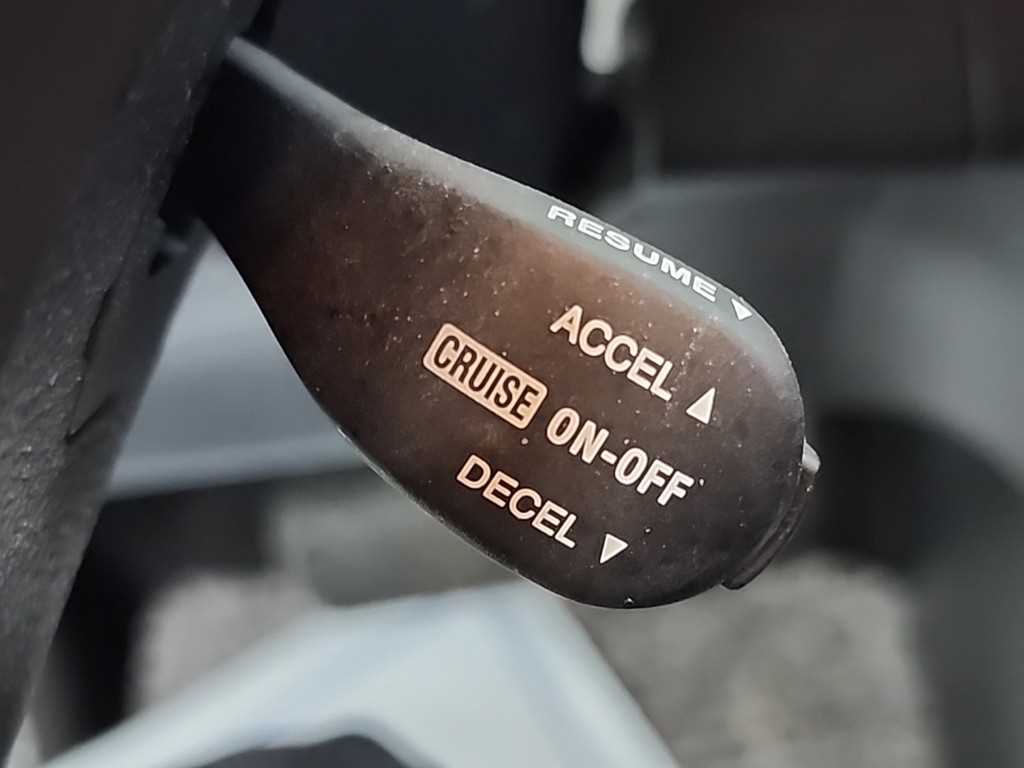 RESUME ▼
ACCEL ▲
CRUISE ON-OFF
DECEL ▼